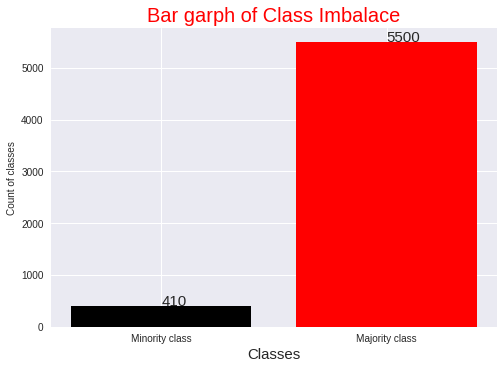 Bar garph of Class Imbalace
5500
5000
4000
3000
2000
1000
0
Count of classes
410
Minority class
Majority class
Classes